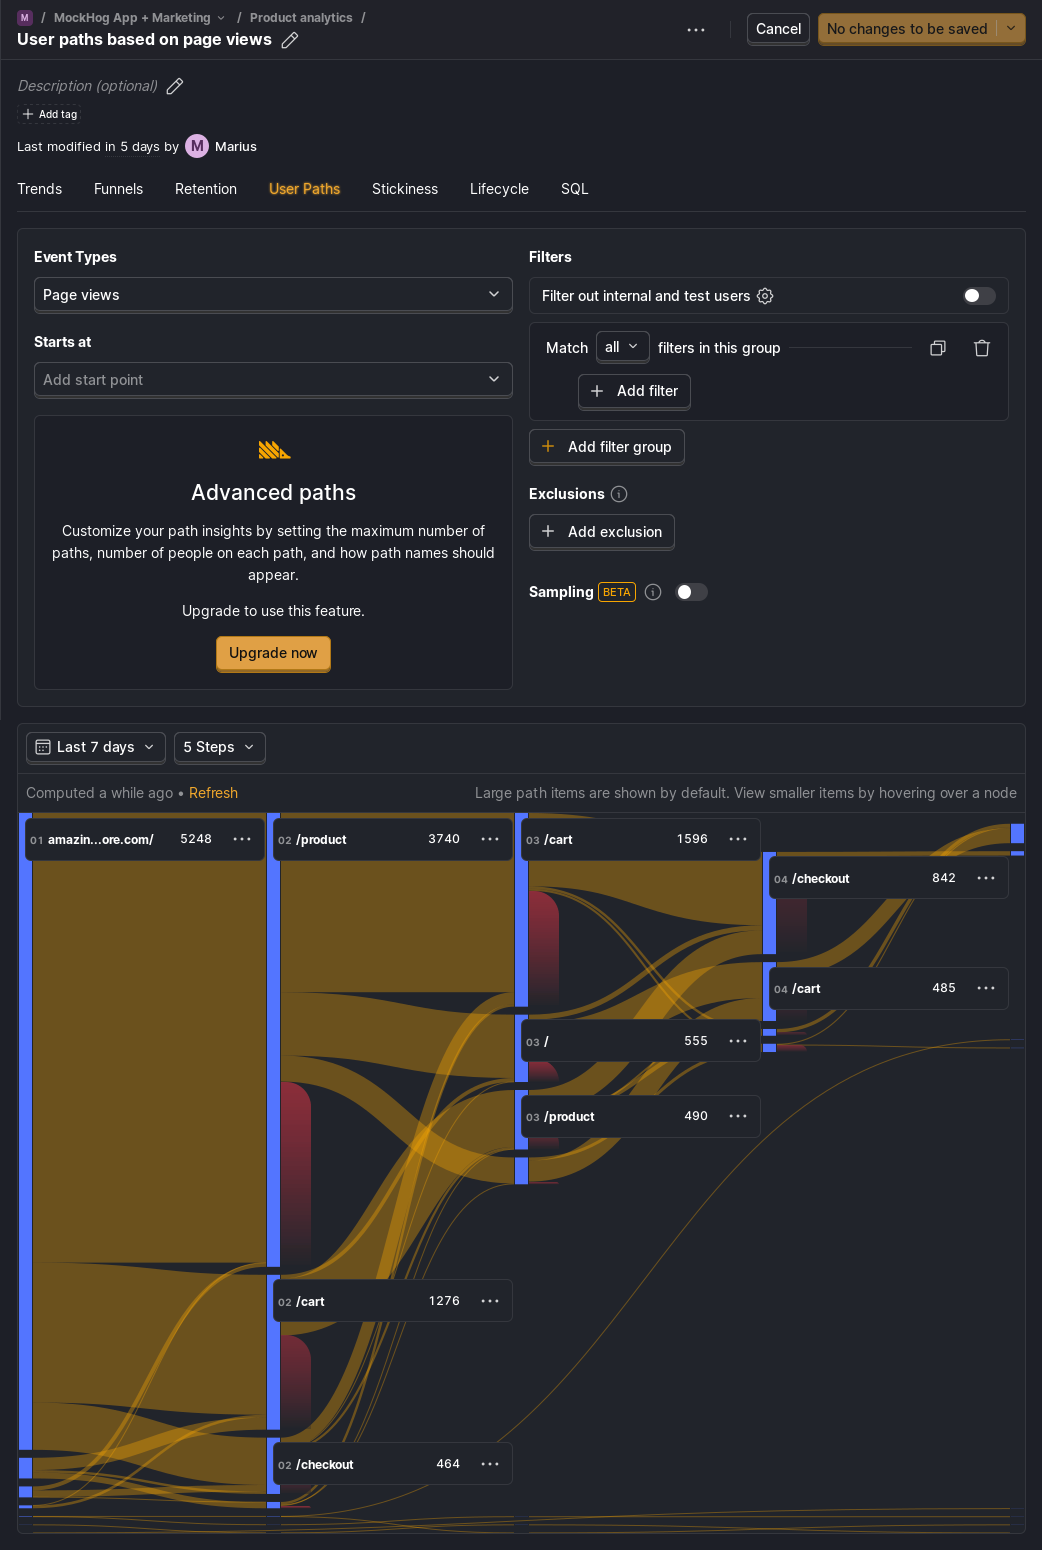 M / MockHog App + Marketing / Product analytics /
User paths based on page views
Cancel
No changes to be saved
Description (optional)
Add tag
Last modified in 5 days by M Marius
Trends Funnels Retention User Paths Stickiness Lifecycle SQL
Event Types
Page views
Starts at
Add start point
Advanced paths
Customize your path insights by setting the maximum number of
paths, number of people on each path, and how path names should
appear.
Upgrade to use this feature.
Upgrade now
Filters
Filter out internal and test users
Match all filters in this group
Add filter
Add filter group
Exclusions
Add exclusion
Sampling BETA
Last 7 days 5 Steps
Computed a while ago • Refresh
Large path items are shown by default. View smaller items by hovering over a node
01 amazin...ore.com/ 5248
02 /product 3740
03 /cart 1596
04 /checkout 842
04 /cart 485
03 / 555
03 /product 490
02 /cart 1276
02 /checkout 464